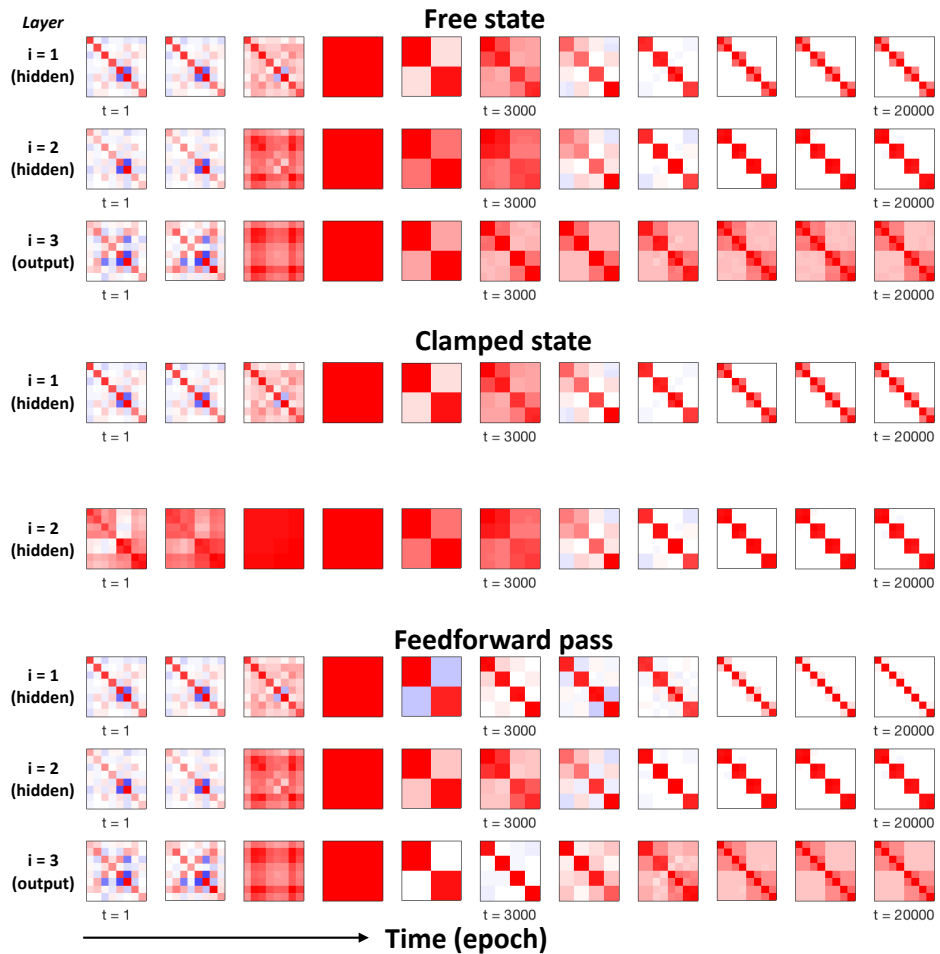 Layer
Free state
i = 1
(hidden)
t = 1
t = 3000
t = 20000
i = 2
(hidden)
t = 1
t = 3000
t = 20000
i = 3
(output)
t = 1
t = 3000
t = 20000
Clamped state
i = 1
(hidden)
t = 1
t = 3000
t = 20000
i = 2
(hidden)
t = 1
t = 3000
t = 20000
Feedforward pass
i = 1
(hidden)
t = 1
t = 3000
t = 20000
i = 2
(hidden)
t = 1
t = 3000
t = 20000
i = 3
(output)
t = 1
t = 3000
t = 20000
Time (epoch)